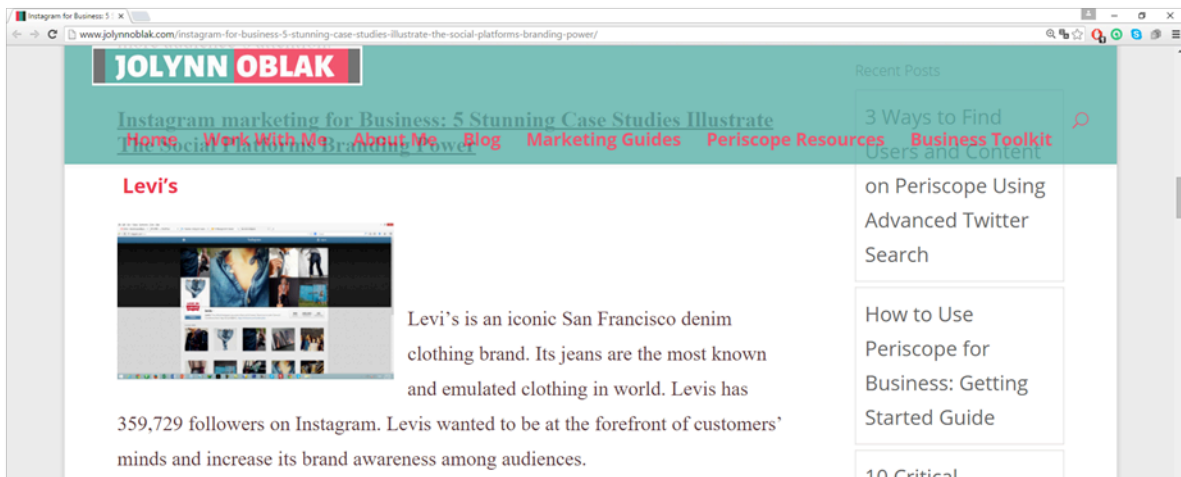 Instagram for Business: 5 S
www.jolynnoblak.com/instagram-for-business-5-stunning-case-studies-illustrate-the-social-platforms-branding-power/
JOLYNN OBLAK
Home Work With Me About Me Blog Marketing Guides Periscope Resources Business Toolkit
Instagram marketing for Business: 5 Stunning Case Studies Illustrate
The Social Platforms Branding Power
Levi's
Levi's is an iconic San Francisco denim
clothing brand. Its jeans are the most known
and emulated clothing in world. Levis has
359,729 followers on Instagram. Levis wanted to be at the forefront of customers'
minds and increase its brand awareness among audiences.
Recent Posts
3 Ways to Find
Users and Content
on Periscope Using
Advanced Twitter
Search
How to Use
Periscope for
Business: Getting
Started Guide
10 Critical